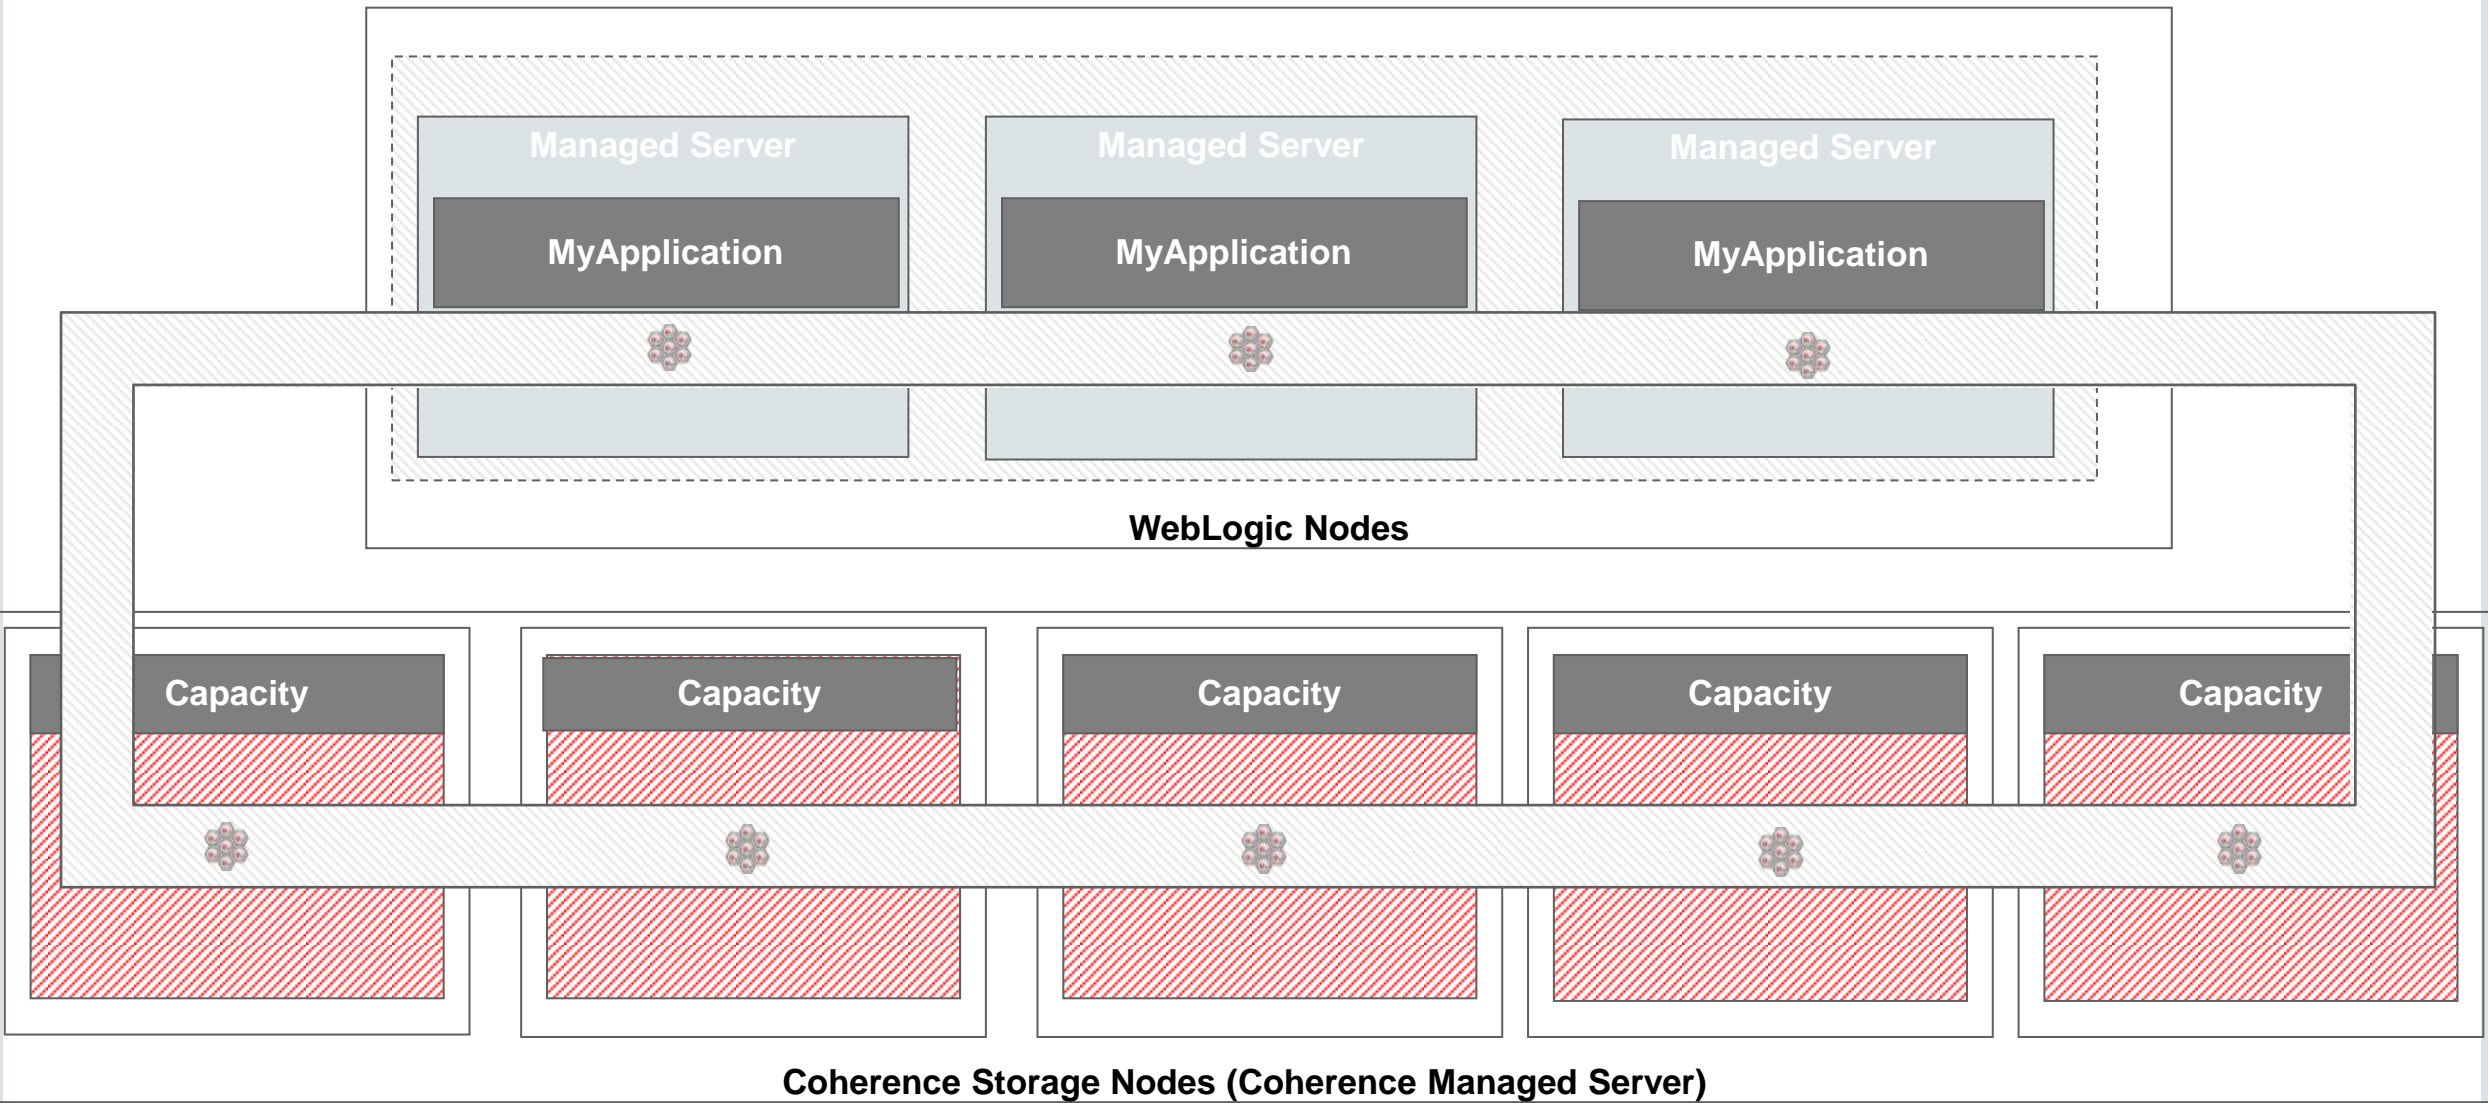 Managed Server
Managed Server
Managed Server
MyApplication
MyApplication
MyApplication
WebLogic Nodes
Capacity
Capacity
Capacity
Capacity
Capacity
Coherence Storage Nodes (Coherence Managed Server)